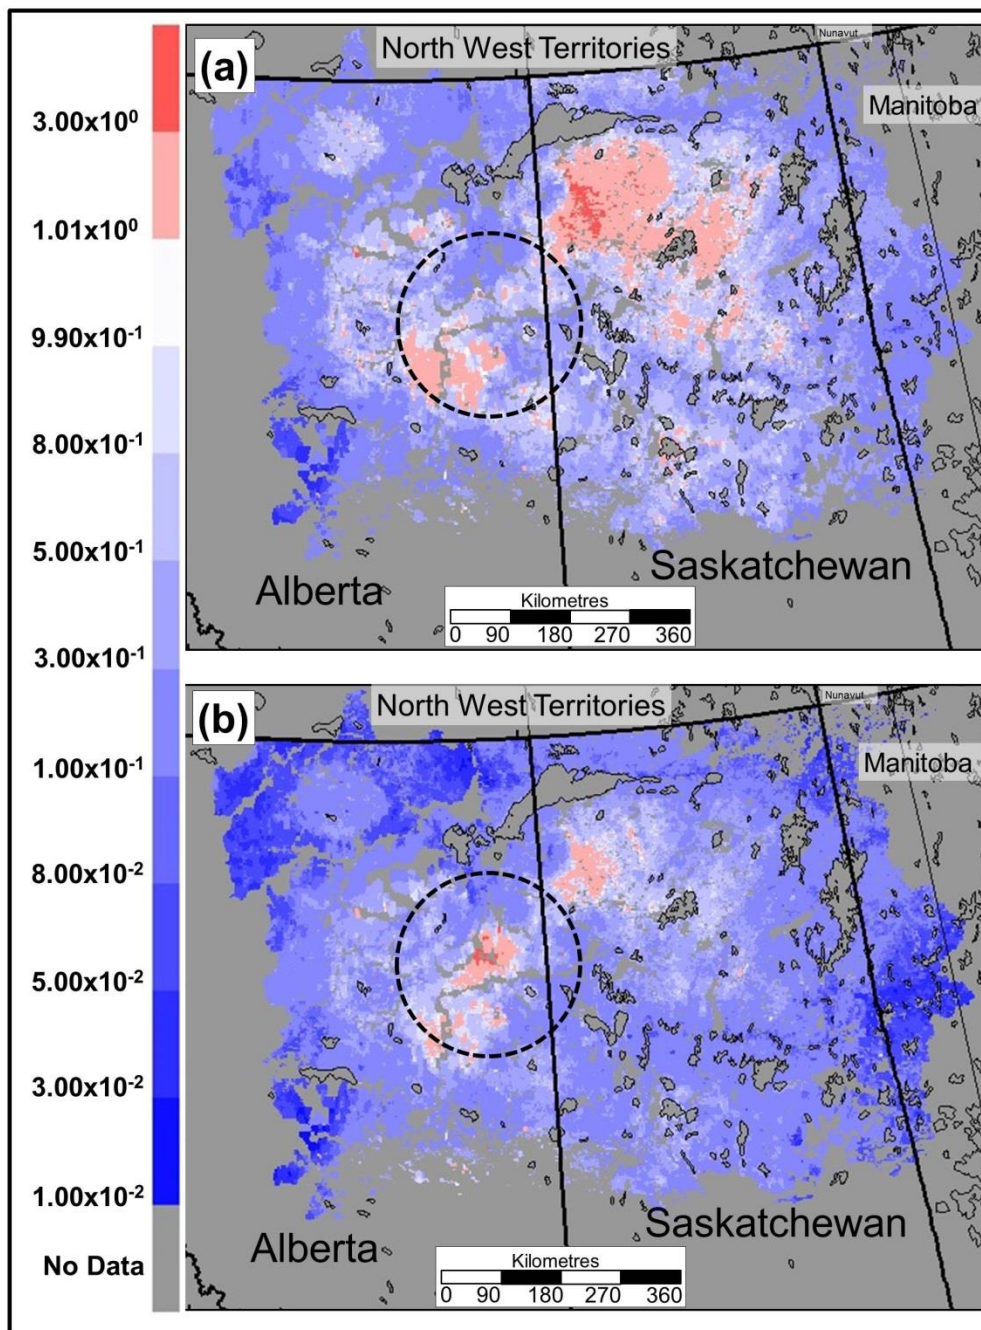 3.00x10⁰
1.01x10⁰
9.90x10⁻¹
8.00x10⁻¹
5.00x10⁻¹
3.00x10⁻¹
1.00x10⁻¹
8.00x10⁻²
5.00x10⁻²
3.00x10⁻²
1.00x10⁻²
No Data
(a)
North West Territories
Nunavut
Manitoba
Alberta
Saskatchewan
Kilometres
0 90 180 270 360
(b)
North West Territories
Nunavut
Manitoba
Alberta
Saskatchewan
Kilometres
0 90 180 270 360